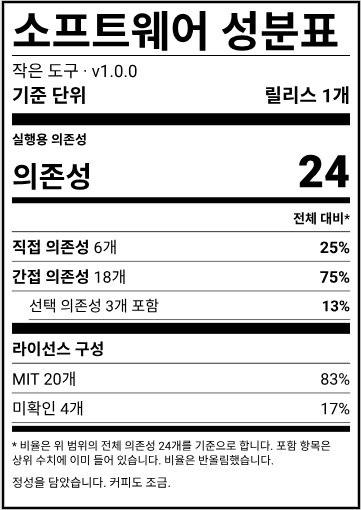 소프트웨어 성분표
작은 도구 · v1.0.0
기준 단위 릴리스 1개
실행용 의존성
의존성 24
전체 대비*
직접 의존성 6개 25%
간접 의존성 18개 75%
선택 의존성 3개 포함 13%
라이선스 구성
MIT 20개 83%
미확인 4개 17%
* 비율은 위 범위의 전체 의존성 24개를 기준으로 합니다. 포함 항목은
상위 수치에 이미 들어 있습니다. 비율은 반올림했습니다.
정성을 담았습니다. 커피도 조금.